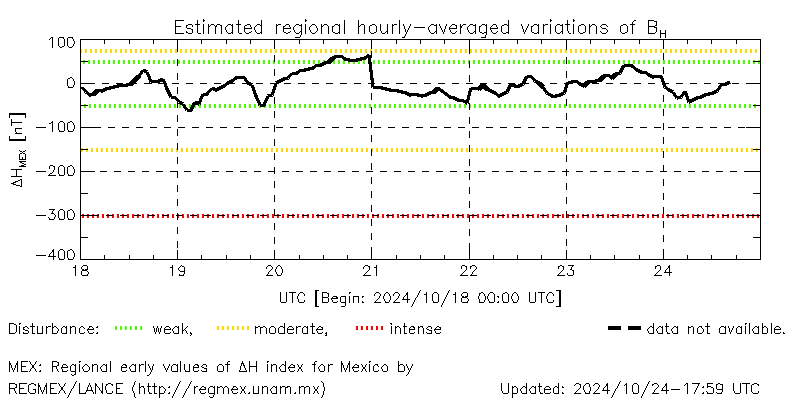 Estimated regional hourly-averaged variations of B_H
100
0
-100
-200
-300
-400
ΔH_MEX [nT]
18 19 20 21 22 23 24
UTC [Begin: 2024/10/18 00:00 UTC]
Disturbance: weak, moderate, intense data not available.
MEX: Regional early values of ΔH index for Mexico by
REGMEX/LANCE (http://regmex.unam.mx) Updated: 2024/10/24-17:59 UTC